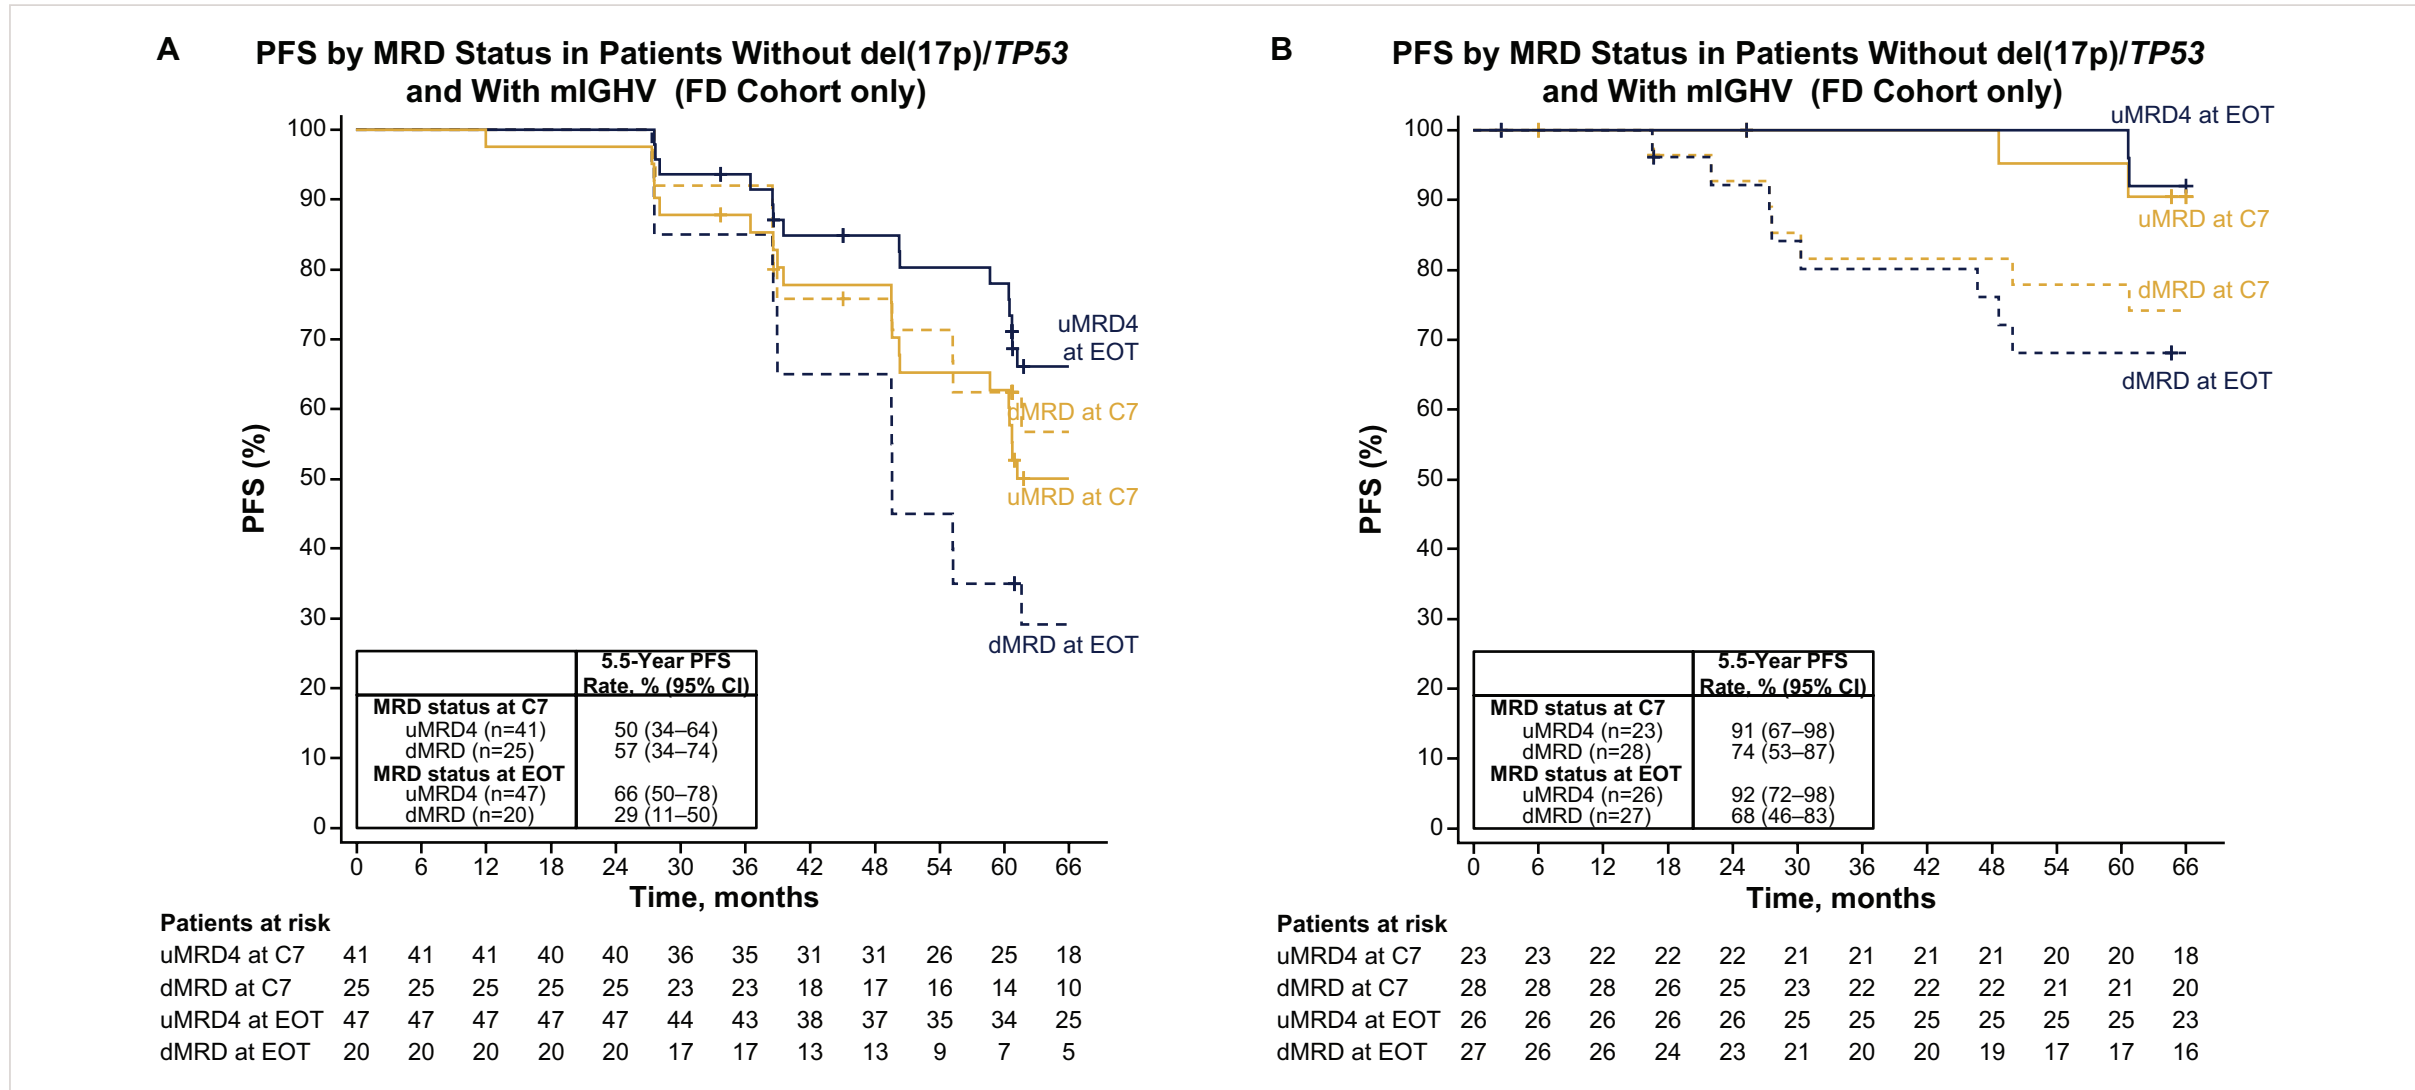 A
PFS by MRD Status in Patients Without del(17p)/TP53
and With mIGHV (FD Cohort only)
PFS (%)
100
90
80
70
60
50
40
30
20
10
0
uMRD4
at EOT
dMRD at C7
uMRD at C7
dMRD at EOT
5.5-Year PFS
Rate, % (95% CI)
MRD status at C7
uMRD4 (n=41) 50 (34–64)
dMRD (n=25) 57 (34–74)
MRD status at EOT
uMRD4 (n=47) 66 (50–78)
dMRD (n=20) 29 (11–50)
0 6 12 18 24 30 36 42 48 54 60 66
Time, months
Patients at risk
uMRD4 at C7 41 41 41 40 40 36 35 31 31 26 25 18
dMRD at C7 25 25 25 25 25 23 23 18 17 16 14 10
uMRD4 at EOT 47 47 47 47 47 44 43 38 37 35 34 25
dMRD at EOT 20 20 20 20 20 17 17 13 13 9 7 5
B
PFS by MRD Status in Patients Without del(17p)/TP53
and With mIGHV (FD Cohort only)
PFS (%)
100
90
80
70
60
50
40
30
20
10
0
uMRD4 at EOT
uMRD at C7
dMRD at C7
dMRD at EOT
5.5-Year PFS
Rate, % (95% CI)
MRD status at C7
uMRD4 (n=23) 91 (67–98)
dMRD (n=28) 74 (53–87)
MRD status at EOT
uMRD4 (n=26) 92 (72–98)
dMRD (n=27) 68 (46–83)
0 6 12 18 24 30 36 42 48 54 60 66
Time, months
Patients at risk
uMRD4 at C7 23 23 22 22 22 21 21 21 21 20 20 18
dMRD at C7 28 28 28 26 25 23 22 22 22 21 21 20
uMRD4 at EOT 26 26 26 26 26 25 25 25 25 25 25 23
dMRD at EOT 27 26 26 24 23 21 20 20 19 17 17 16